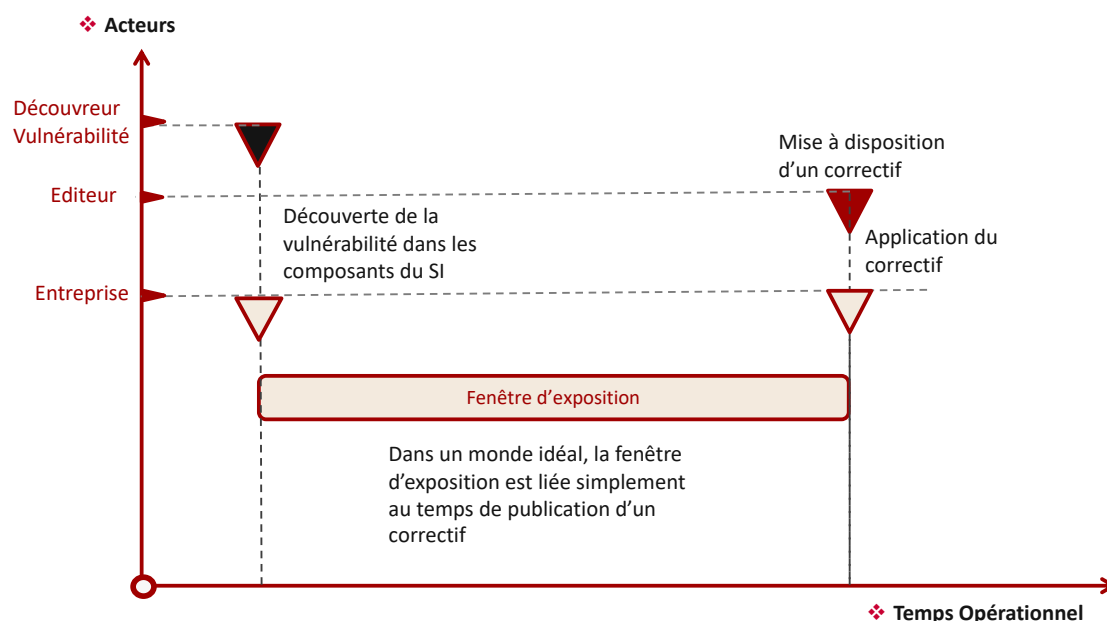 ❖ Acteurs
Découvreur
Vulnérabilité
Mise à disposition
d’un correctif
Editeur
Découverte de la
vulnérabilité dans les
composants du SI
Application du
correctif
Entreprise
Fenêtre d’exposition
Dans un monde idéal, la fenêtre
d’exposition est liée simplement
au temps de publication d’un
correctif
❖ Temps Opérationnel